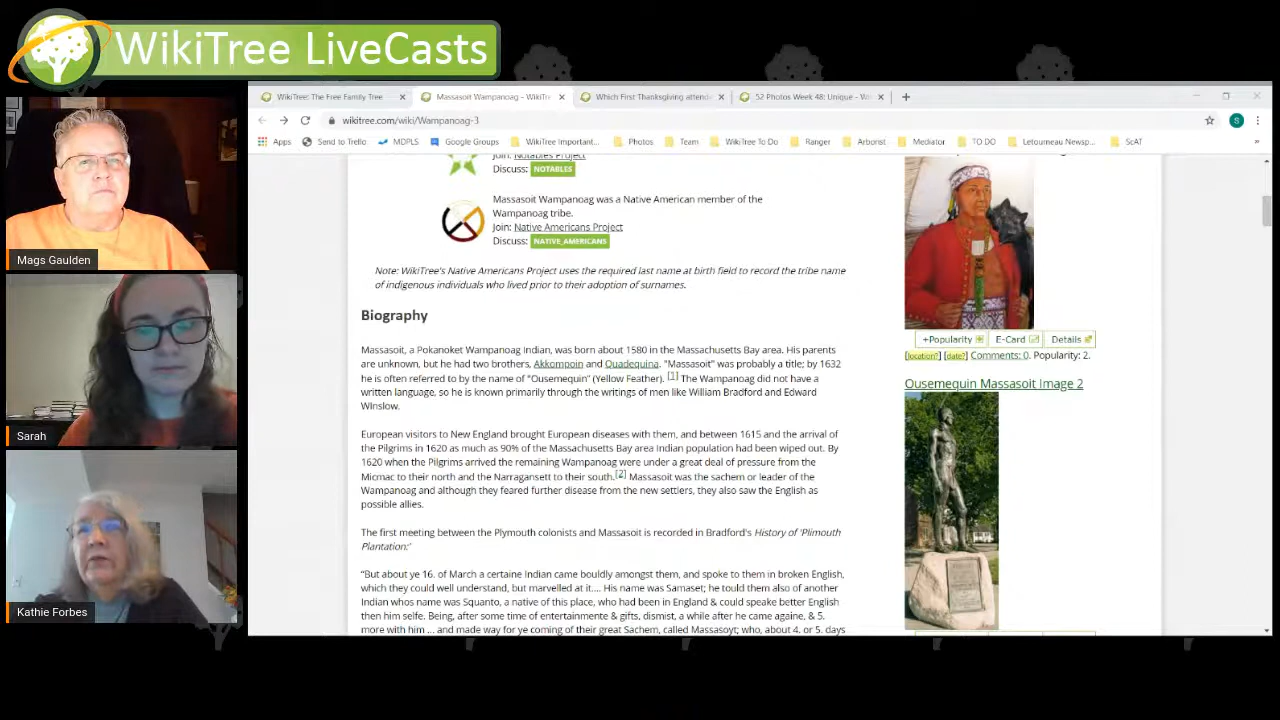 WikiTree LiveCasts
WikiTree: The Free Family Tree
Massasoit Wampanoag - WikiTr
Which First Thanksgiving attend
52 Photos Week 48: Unique - W
wikitree.com/wiki/Wampanoag-3
S
Apps
Send to Trello
MDPLS
Google Groups
WikiTree Important...
Photos
Team
WikiTree To Do
Ranger
Arborist
Mediator
TO DO
Letourneau Newsp...
ScAT
Mags Gaulden
Sarah
Kathie Forbes
Join: Notables Project
Discuss: NOTABLES
Massasoit Wampanoag was a Native American member of the
Wampanoag tribe.
Join: Native Americans Project
Discuss: NATIVE_AMERICANS
Note: WikiTree's Native Americans Project uses the required last name at birth field to record the tribe name
of indigenous individuals who lived prior to their adoption of surnames.
Biography
Massasoit, a Pokanoket Wampanoag Indian, was born about 1580 in the Massachusetts Bay area. His parents
are unknown, but he had two brothers, Akkompoin and Quadequina. "Massasoit" was probably a title; by 1632
he is often referred to by the name of "Ousemequin" (Yellow Feather). [1] The Wampanoag did not have a
written language, so he is known primarily through the writings of men like William Bradford and Edward
Winslow.
European visitors to New England brought European diseases with them, and between 1615 and the arrival of
the Pilgrims in 1620 as much as 90% of the Massachusetts Bay area Indian population had been wiped out. By
1620 when the Pilgrims arrived the remaining Wampanoag were under a great deal of pressure from the
Micmac to their north and the Narragansett to their south.[2] Massasoit was the sachem or leader of the
Wampanoag and although they feared further disease from the new settlers, they also saw the English as
possible allies.
The first meeting between the Plymouth colonists and Massasoit is recorded in Bradford's History of 'Plimouth
Plantation:'
"But about ye 16. of March a certaine Indian came bouldly amongst them, and spoke to them in broken English,
which they could well understand, but marvelled at it.... His name was Samaset; he tould them also of another
Indian whos name was Squanto, a native of this place, who had been in England & could speake better English
then him selfe. Being, after some time of entertainmente & gifts, dismist, a while after he came againe, & 5.
more with him ... and made way for ye coming of their great Sachem, called Massasoyt; who, about 4. or 5. days
+Popularity
E-Card
Details
[location?] [date?] Comments: 0. Popularity: 2.
Ousemequin Massasoit Image 2